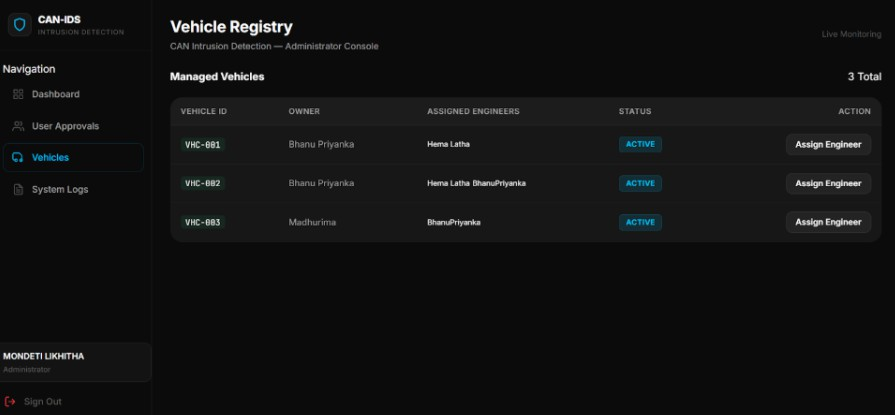 CAN-IDS
INTRUSION DETECTION
Navigation
Dashboard
User Approvals
Vehicles
System Logs
MONDETI LIKHITHA
Administrator
Sign Out
Vehicle Registry
CAN Intrusion Detection — Administrator Console
Live Monitoring
Managed Vehicles
3 Total
VEHICLE ID OWNER ASSIGNED ENGINEERS STATUS ACTION
VHC-001 Bhanu Priyanka Hema Latha ACTIVE Assign Engineer
VHC-002 Bhanu Priyanka Hema Latha BhanuPriyanka ACTIVE Assign Engineer
VHC-003 Madhurima BhanuPriyanka ACTIVE Assign Engineer